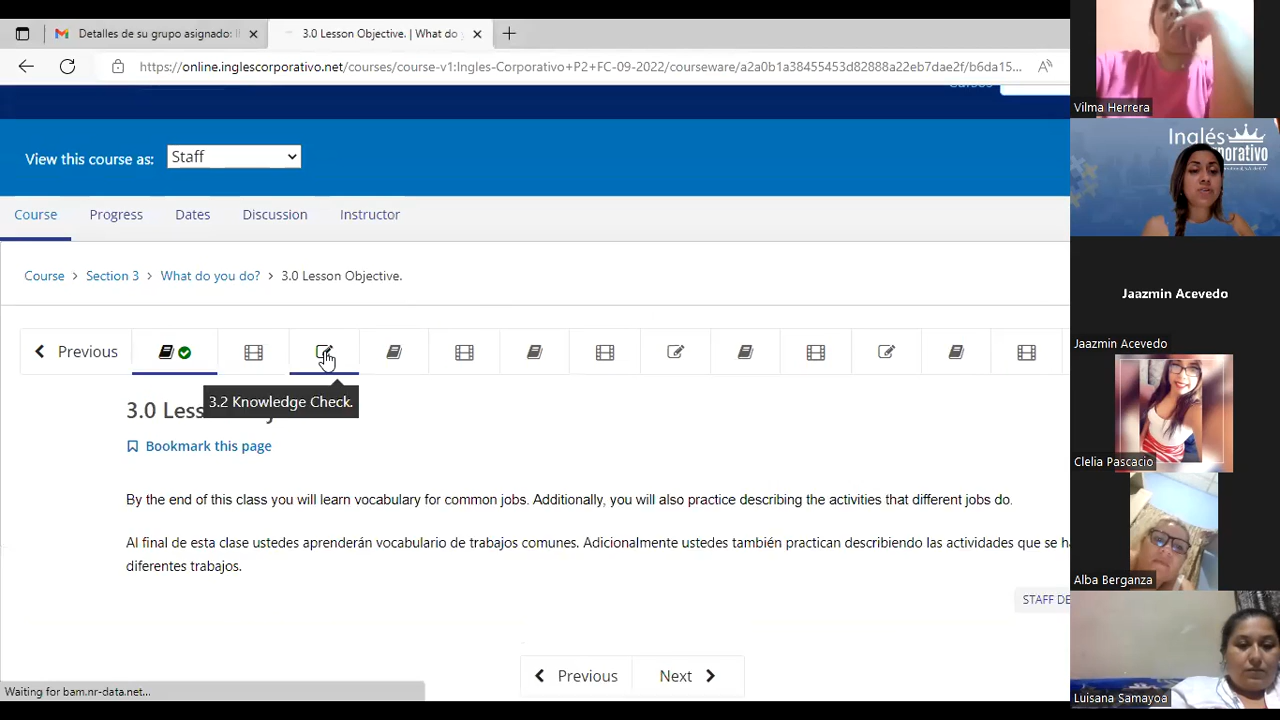 Detalles de su grupo asignado: I
3.0 Lesson Objective. | What do
https://online.inglescorporativo.net/courses/course-v1:Ingles-Corporativo+P2+FC-09-2022/courseware/a2a0b1a38455453d82888a22eb7dae2f/b6da15...
View this course as: Staff
Course Progress Dates Discussion Instructor
Course > Section 3 > What do you do? > 3.0 Lesson Objective.
Previous
3.2 Knowledge Check.
3.0
Bookmark this page
By the end of this class you will learn vocabulary for common jobs. Additionally, you will also practice describing the activities that different jobs do.
Al final de esta clase ustedes aprenderán vocabulario de trabajos comunes. Adicionalmente ustedes también practican describiendo las actividades que se ha
diferentes trabajos.
STAFF DE
Previous Next
Waiting for bam.nr-data.net...
Vilma Herrera
Inglés
orporativo
Jaazmin Acevedo
Jaazmin Acevedo
Clelia Pascacio
Alba Berganza
Luisana Samayoa